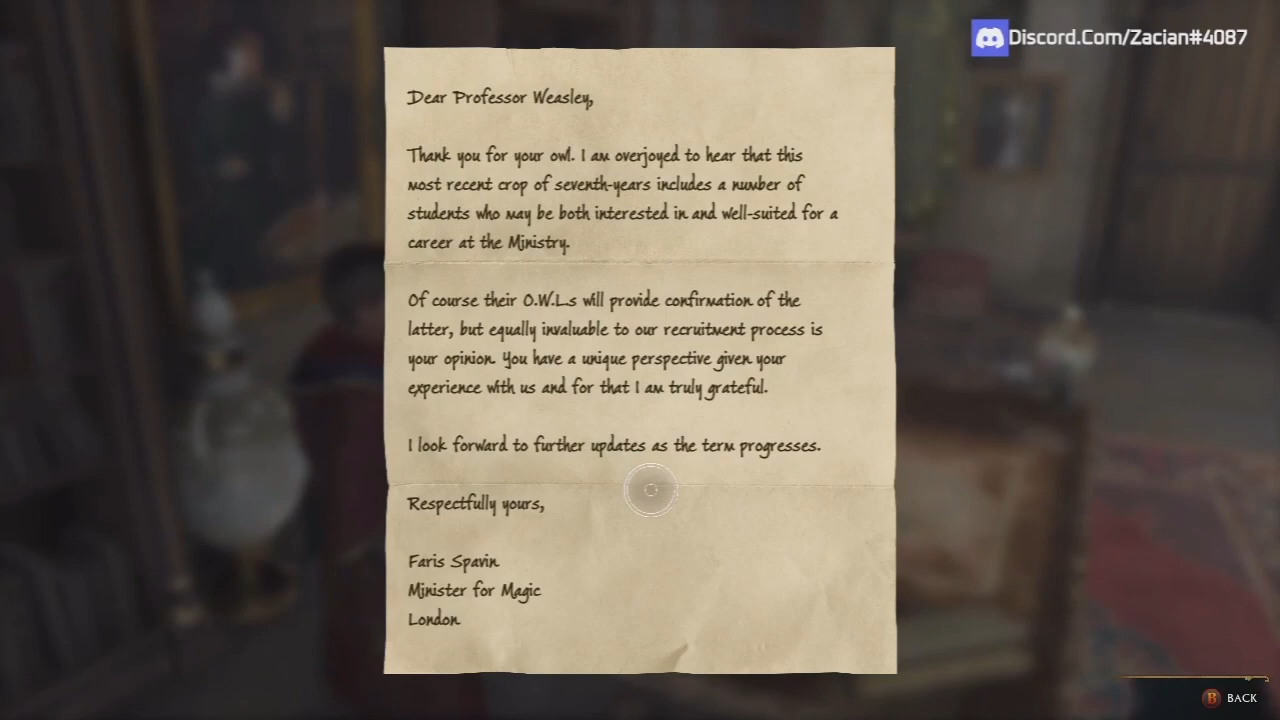 Discord.Com/Zacian#4087
Dear Professor Weasley,
Thank you for your owl. I am overjoyed to hear that this
most recent crop of seventh-years includes a number of
students who may be both interested in and well-suited for a
career at the Ministry.
Of course their O.W.L.s will provide confirmation of the
latter, but equally invaluable to our recruitment process is
your opinion. You have a unique perspective given your
experience with us and for that I am truly grateful.
I look forward to further updates as the term progresses.
Respectfully yours,
Faris Spavin
Minister for Magic
London
B BACK